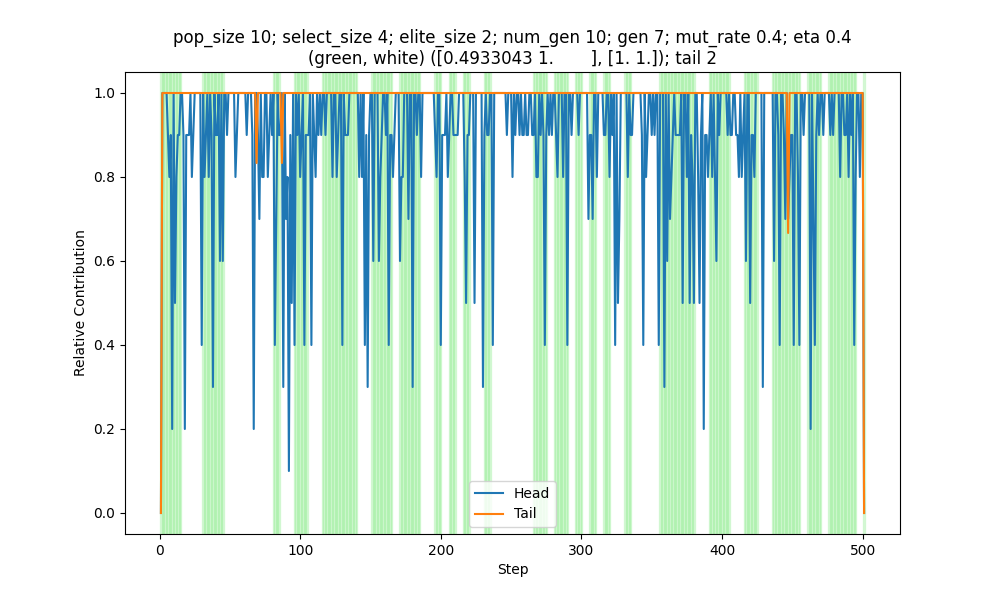 pop_size 10; select_size 4; elite_size 2; num_gen 10; gen 7; mut_rate 0.4; eta 0.4
(green, white) ([0.4933043 1.        ], [1. 1.]); tail 2
1.0
0.8
0.6
0.4
0.2
0.0
Relative Contribution
Head
Tail
0
100
200
300
400
500
Step